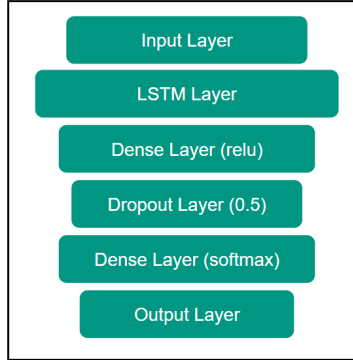 Input Layer
LSTM Layer
Dense Layer (relu)
Dropout Layer (0.5)
Dense Layer (softmax)
Output Layer